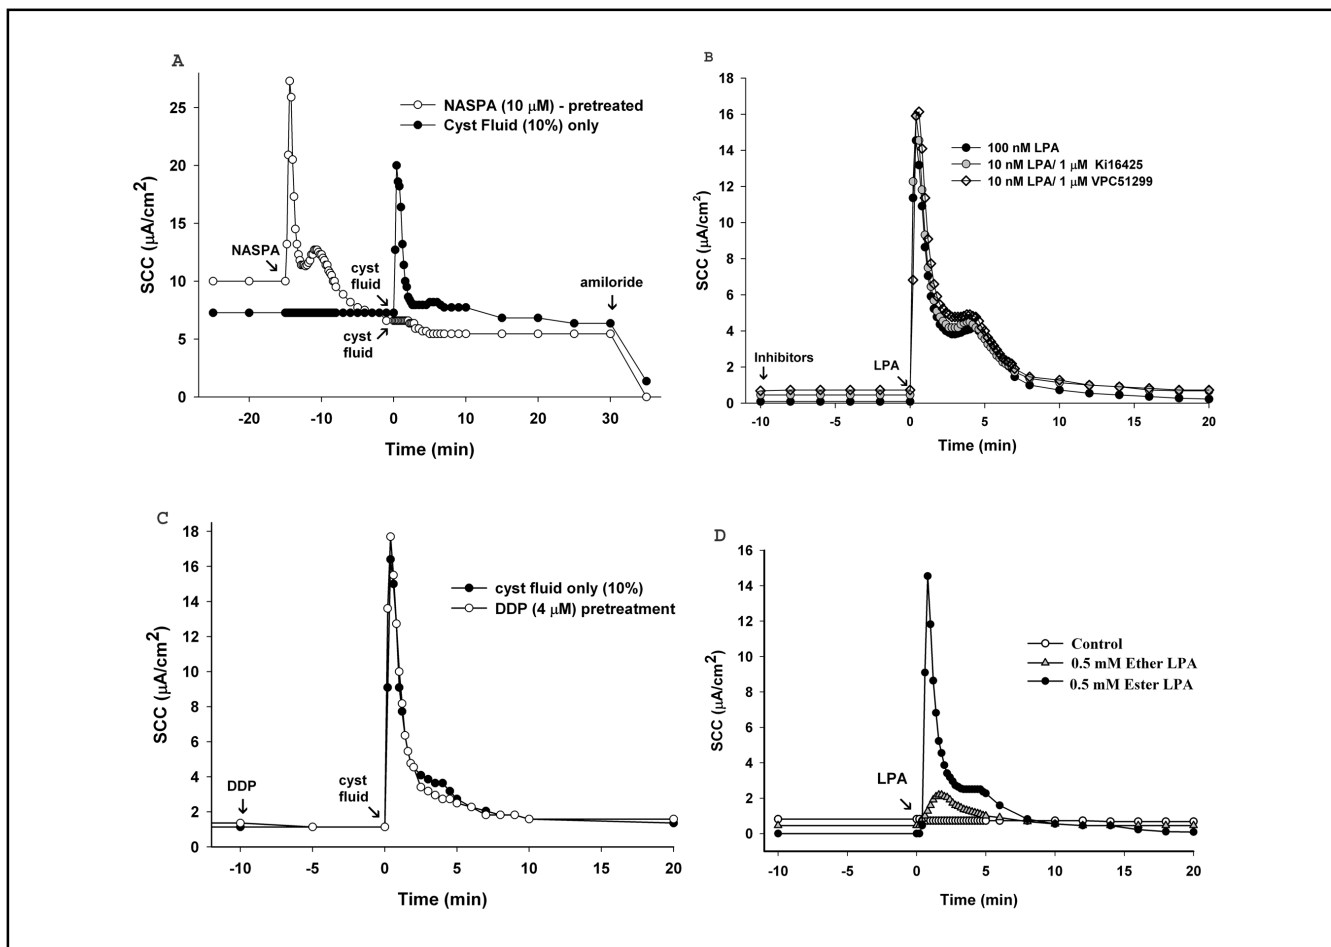 A
NASPA (10 μM) - pretreated
Cyst Fluid (10%) only
25
20
15
10
5
0
SCC (μA/cm2)
NASPA
cyst
fluid
cyst
fluid
amiloride
-20
-10
0
10
20
30
Time (min)
B
100 nM LPA
10 nM LPA/ 1 μM Ki16425
10 nM LPA/ 1 μM VPC51299
18
16
14
12
10
8
6
4
2
0
SCC (μA/cm2)
Inhibitors
LPA
-10
-5
0
5
10
15
20
Time (min)
C
cyst fluid only (10%)
DDP (4 μM) pretreatment
18
16
14
12
10
8
6
4
2
0
SCC (μA/cm2)
DDP
cyst
fluid
-10
-5
0
5
10
15
20
Time (min)
D
Control
0.5 mM Ether LPA
0.5 mM Ester LPA
16
14
12
10
8
6
4
2
0
SCC (μA/cm2)
LPA
-10
-5
0
5
10
15
20
Time (min)